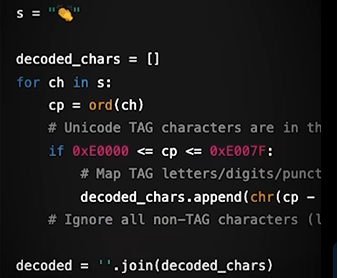 s = "👏"
decoded_chars = []
for ch in s:
cp = ord(ch)
# Unicode TAG characters are in th
if 0xE0000 <= cp <= 0xE007F:
# Map TAG letters/digits/punct
decoded_chars.append(chr(cp -
# Ignore all non-TAG characters (l
decoded = ''.join(decoded_chars)